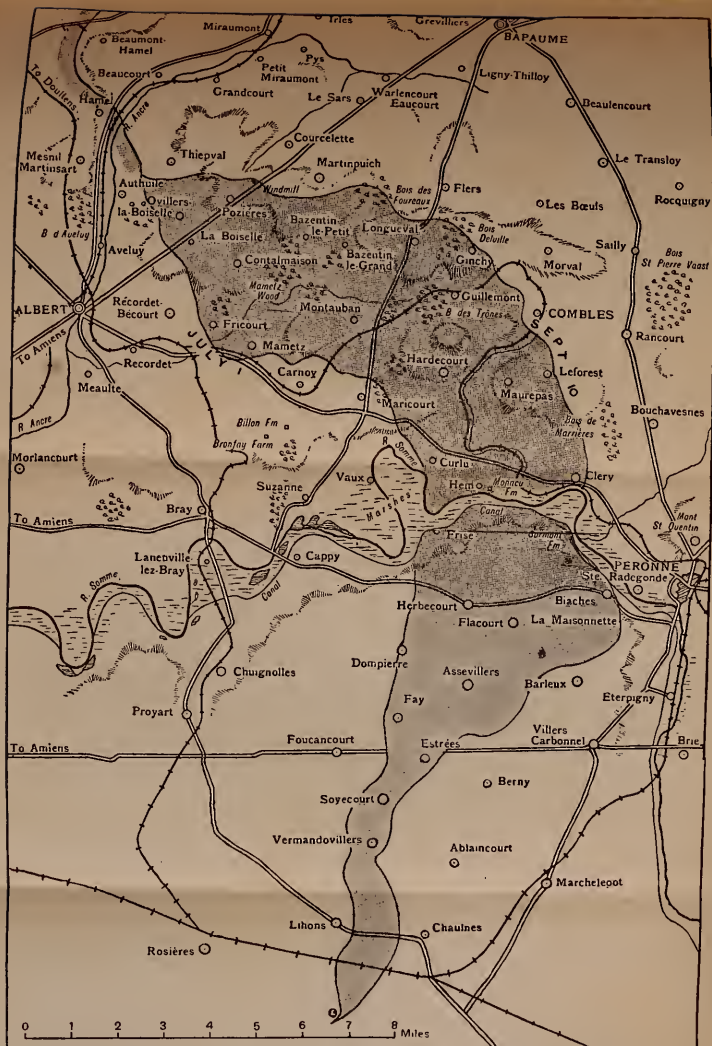 Irles
Grevilliers
Miraumont
Beaumont-
Hamel
BAPAUME
Pys
Petit
Miraumont
Ligny-Thilloy
Beaucourt
To Doullens
Grandcourt
Warlencourt
Eaucourt
Le Sars
Beaulencourt
Hamel
R. Ancre
Courcelette
Thiepval
Martinpuich
Le Transloy
Mesnil
Martinsart
Authuile
Windmill
Bois des
Foureaux
Flers
Rocquigny
Ovillers-
la-Boiselle
Pozières
Les Bœufs
B d'Aveluy
La Boiselle
Bazentin
le-Petit
Longueval
Bois
Delville
Sailly
Bois
St Pierre Vaast
Aveluy
Contalmaison
Bazentin
le-Grand
Ginchy
Morval
Mametz
Wood
Guillemont
ALBERT
Récordet-
Bécourt
Montauban
B des Trônes
COMBLES
Rancourt
To Amiens
Fricourt
SEPT 10
JULY 1
Mametz
Hardecourt
Leforest
Recordet
Carnoy
Maurepas
Meaulte
Maricourt
Bouchavesnes
R Ancre
Billon Fm
Bois de
Marrières
Bronfay Farm
R. Somme
Morlancourt
Curlu
Clery
Vaux
Hem
Monacu
Fm
Suzanne
Marshes
Mont
St Quentin
Bray
Canal
To Amiens
Frise
PERONNE
Laneuville
lez-Bray
Cappy
Ste.
Radegonde
R. Somme
Canal
Herbecourt
Biaches
Flacourt
La Maisonnette
Dompierre
Chuignolles
Assevillers
Barleux
Eterpigny
Proyart
Fay
To Amiens
Foucancourt
Estrées
Villers
Carbonnel
Brie
Berny
Soyecourt
Vermandovillers
Ablaincourt
Marchelepot
Lihons
Chaulnes
Rosières
0 1 2 3 4 5 6 7 8 Miles